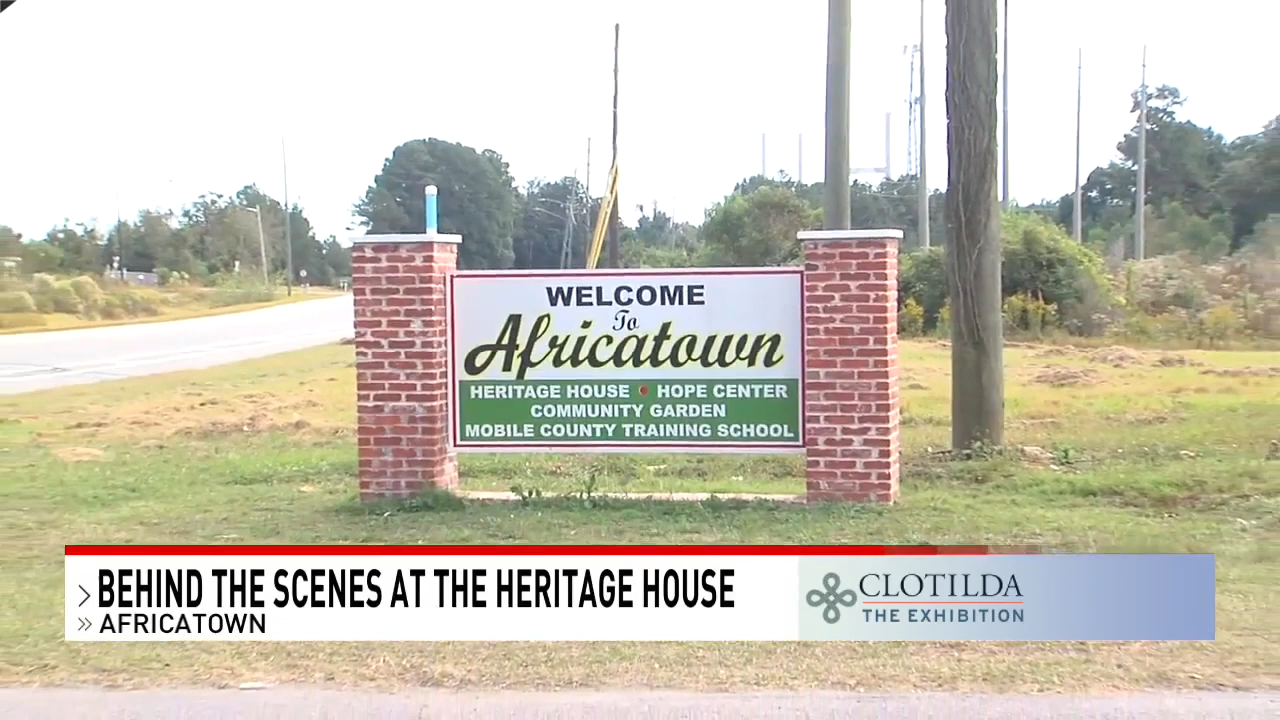 WELCOME
To
Africatown
HERITAGE HOUSE • HOPE CENTER
COMMUNITY GARDEN
MOBILE COUNTY TRAINING SCHOOL
BEHIND THE SCENES AT THE HERITAGE HOUSE
AFRICATOWN
CLOTILDA
THE EXHIBITION